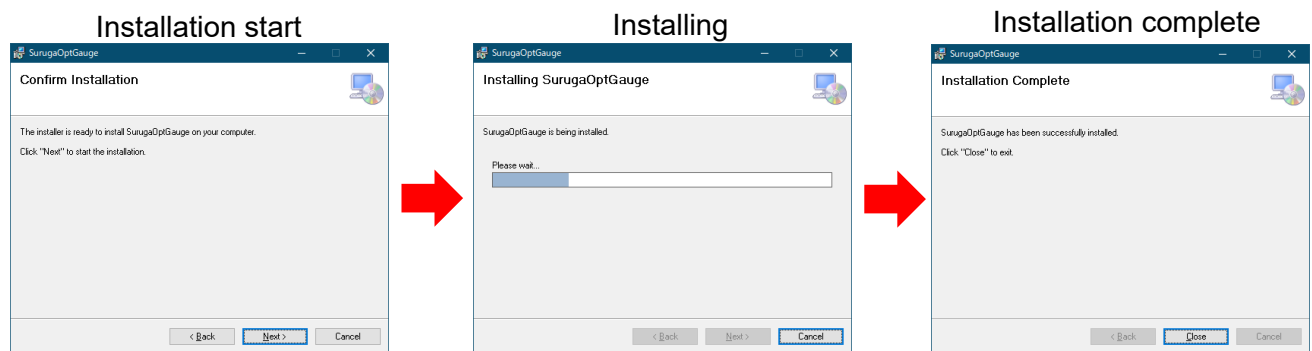 Installation start
SurugaOptGauge
Confirm Installation
The installer is ready to install SurugaOptGauge on your computer.
Click "Next" to start the installation.
< Back
Next >
Cancel
Installing
SurugaOptGauge
Installing SurugaOptGauge
SurugaOptGauge is being installed.
Please wait...
< Back
Next >
Cancel
Installation complete
SurugaOptGauge
Installation Complete
SurugaOptGauge has been successfully installed.
Click "Close" to exit.
< Back
Close
Cancel